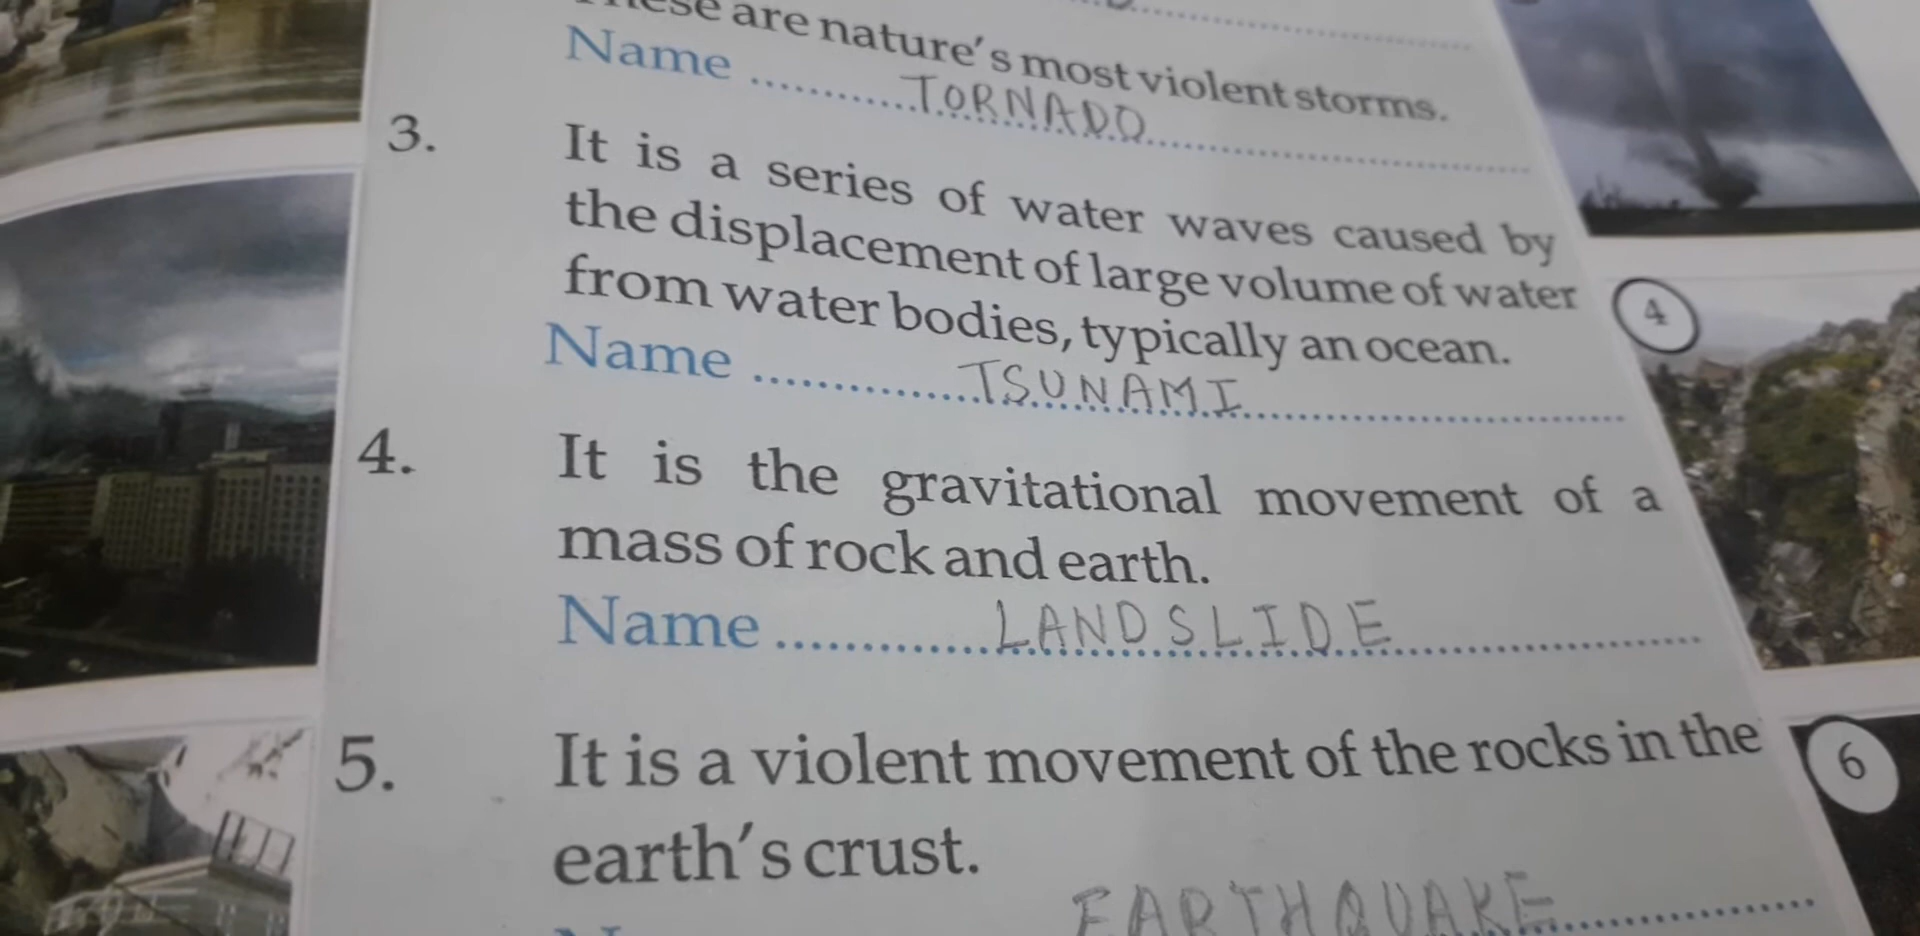 are nature's most violent storms.
Name ..................TORNADO..................
3. It is a series of water waves caused by
the displacement of large volume of water
from water bodies, typically an ocean.
Name ..................TSUNAMI..................
4. It is the gravitational movement of a
mass of rock and earth.
Name ..................LANDSLIDE..................
5. It is a violent movement of the rocks in the
earth's crust.
EARTHQUAKE..................
4
6